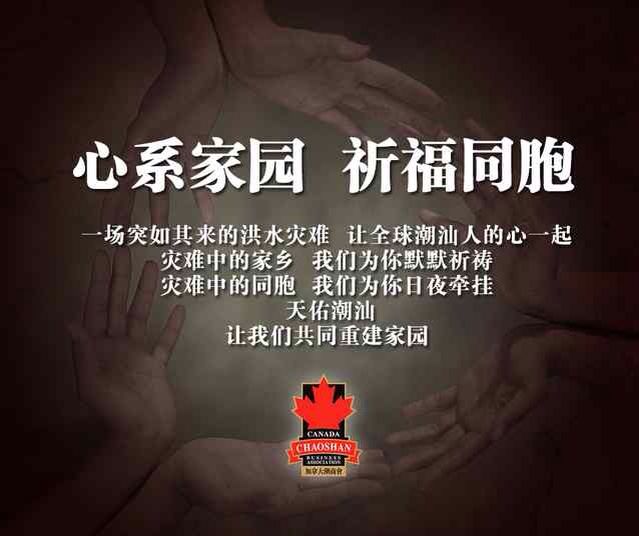 心系家园 祈福同胞
一场突如其来的洪水灾难 让全球潮汕人的心一起
灾难中的家乡 我们为你默默祈祷
灾难中的同胞 我们为你日夜牵挂
天佑潮汕
让我们共同重建家园
CANADA
CHAOSHAN
BUSINESS
ASSOCIATION
加拿大潮商會